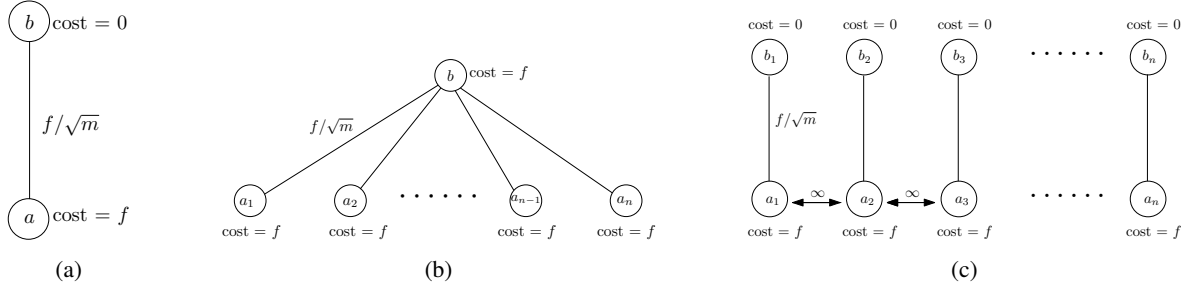 b cost = 0
f/√m
a cost = f
(a)
b cost = f
f/√m
a₁ a₂ · · · · · · aₙ₋₁ aₙ
cost = f cost = f cost = f cost = f
(b)
cost = 0 cost = 0 cost = 0 cost = 0
b₁ b₂ b₃ · · · · · · bₙ
f/√m
a₁ ∞ a₂ ∞ a₃ · · · · · · aₙ
cost = f cost = f cost = f cost = f
(c)